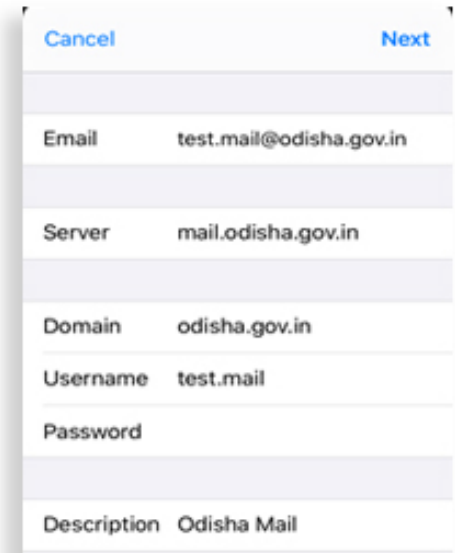 Cancel Next
Email test.mail@odisha.gov.in
Server mail.odisha.gov.in
Domain odisha.gov.in
Username test.mail
Password
Description Odisha Mail